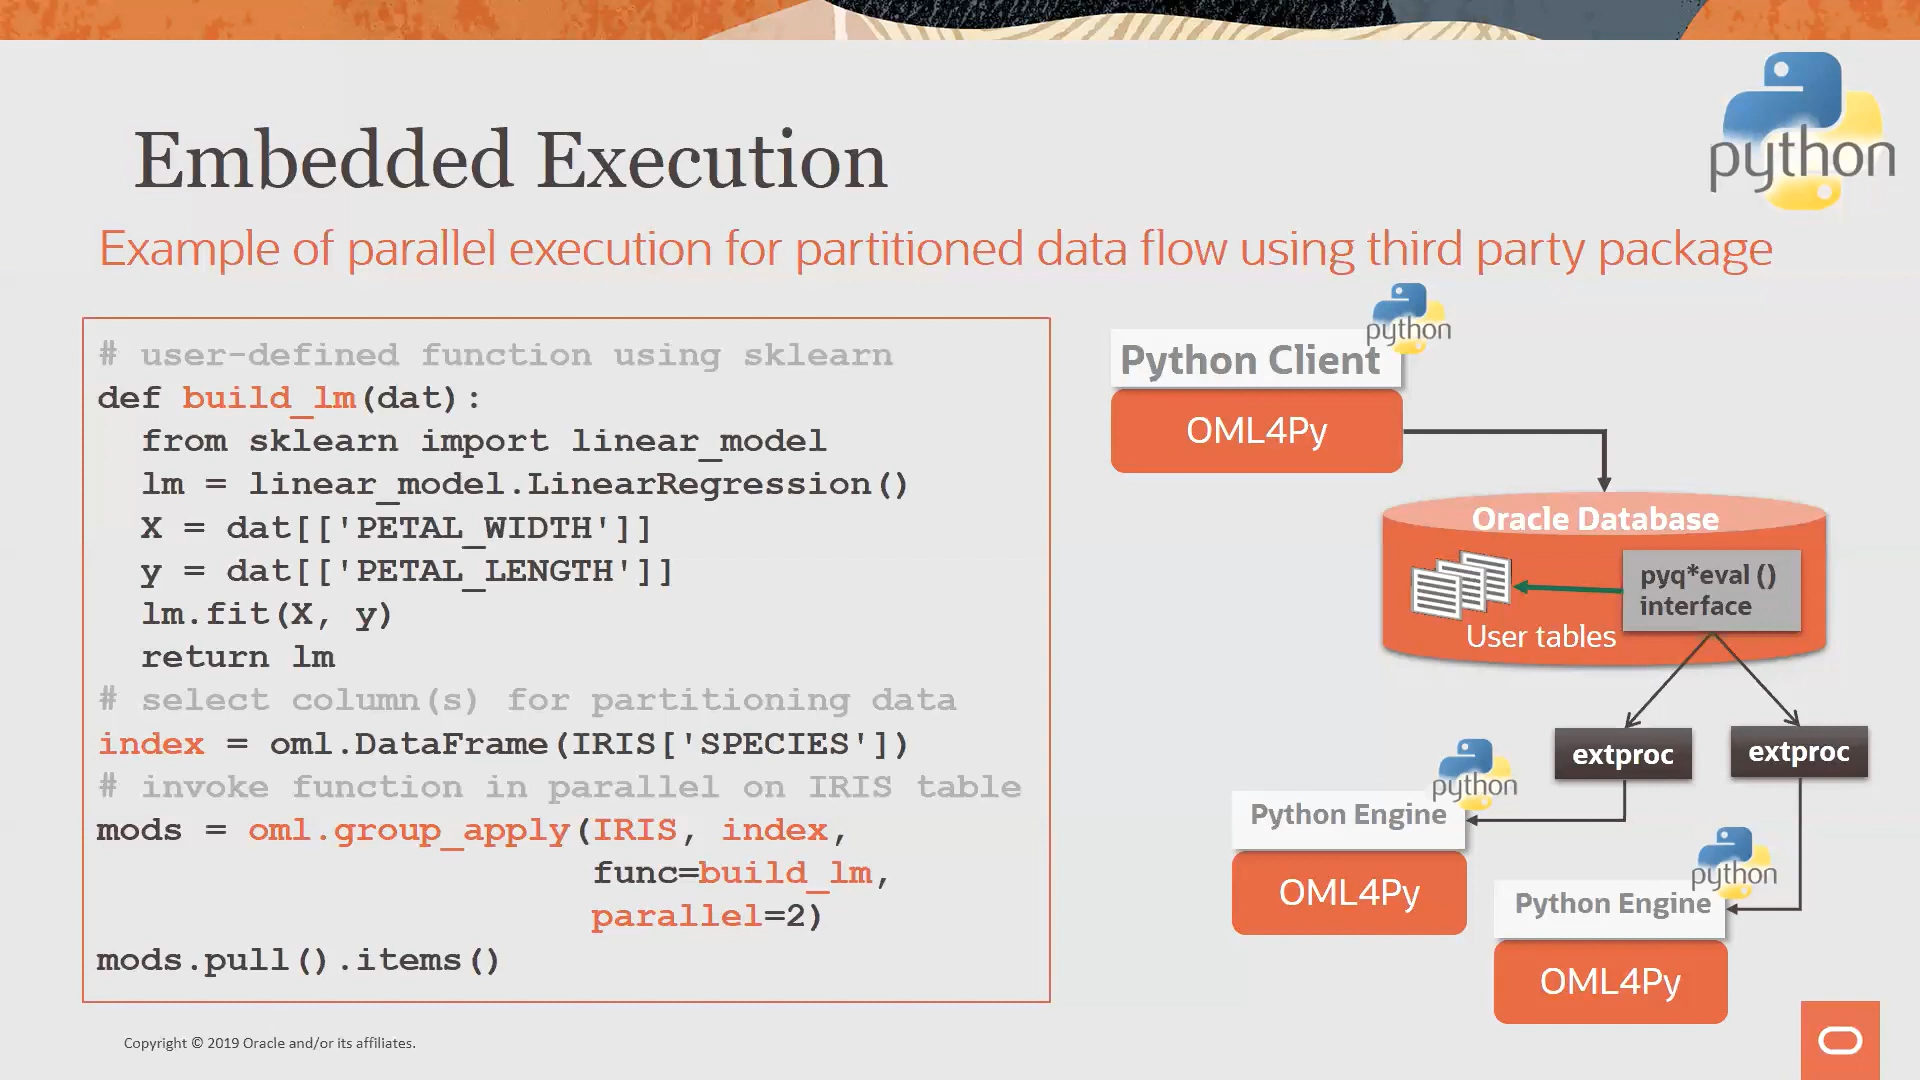 python
Embedded Execution
Example of parallel execution for partitioned data flow using third party package
# user-defined function using sklearn
def build_lm(dat):
  from sklearn import linear_model
  lm = linear_model.LinearRegression()
  X = dat[['PETAL_WIDTH']]
  y = dat[['PETAL_LENGTH']]
  lm.fit(X, y)
  return lm
# select column(s) for partitioning data
index = oml.DataFrame(IRIS['SPECIES'])
# invoke function in parallel on IRIS table
mods = oml.group_apply(IRIS, index,
                       func=build_lm,
                       parallel=2)
mods.pull().items()
python
Python Client
OML4Py
Oracle Database
pyq*eval ()
interface
User tables
extproc
extproc
python
Python Engine
OML4Py
python
Python Engine
OML4Py
Copyright © 2019 Oracle and/or its affiliates.